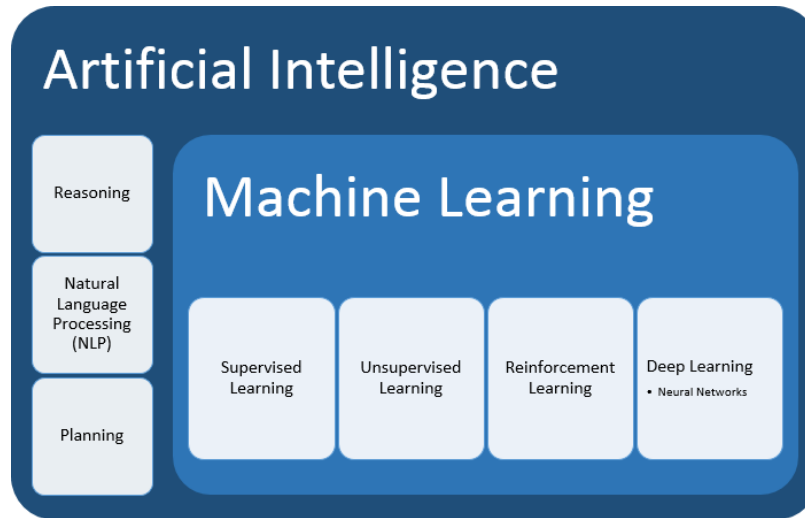 Artificial Intelligence
Reasoning
Natural
Language
Processing
(NLP)
Planning
Machine Learning
Supervised
Learning
Unsupervised
Learning
Reinforcement
Learning
Deep Learning
• Neural Networks